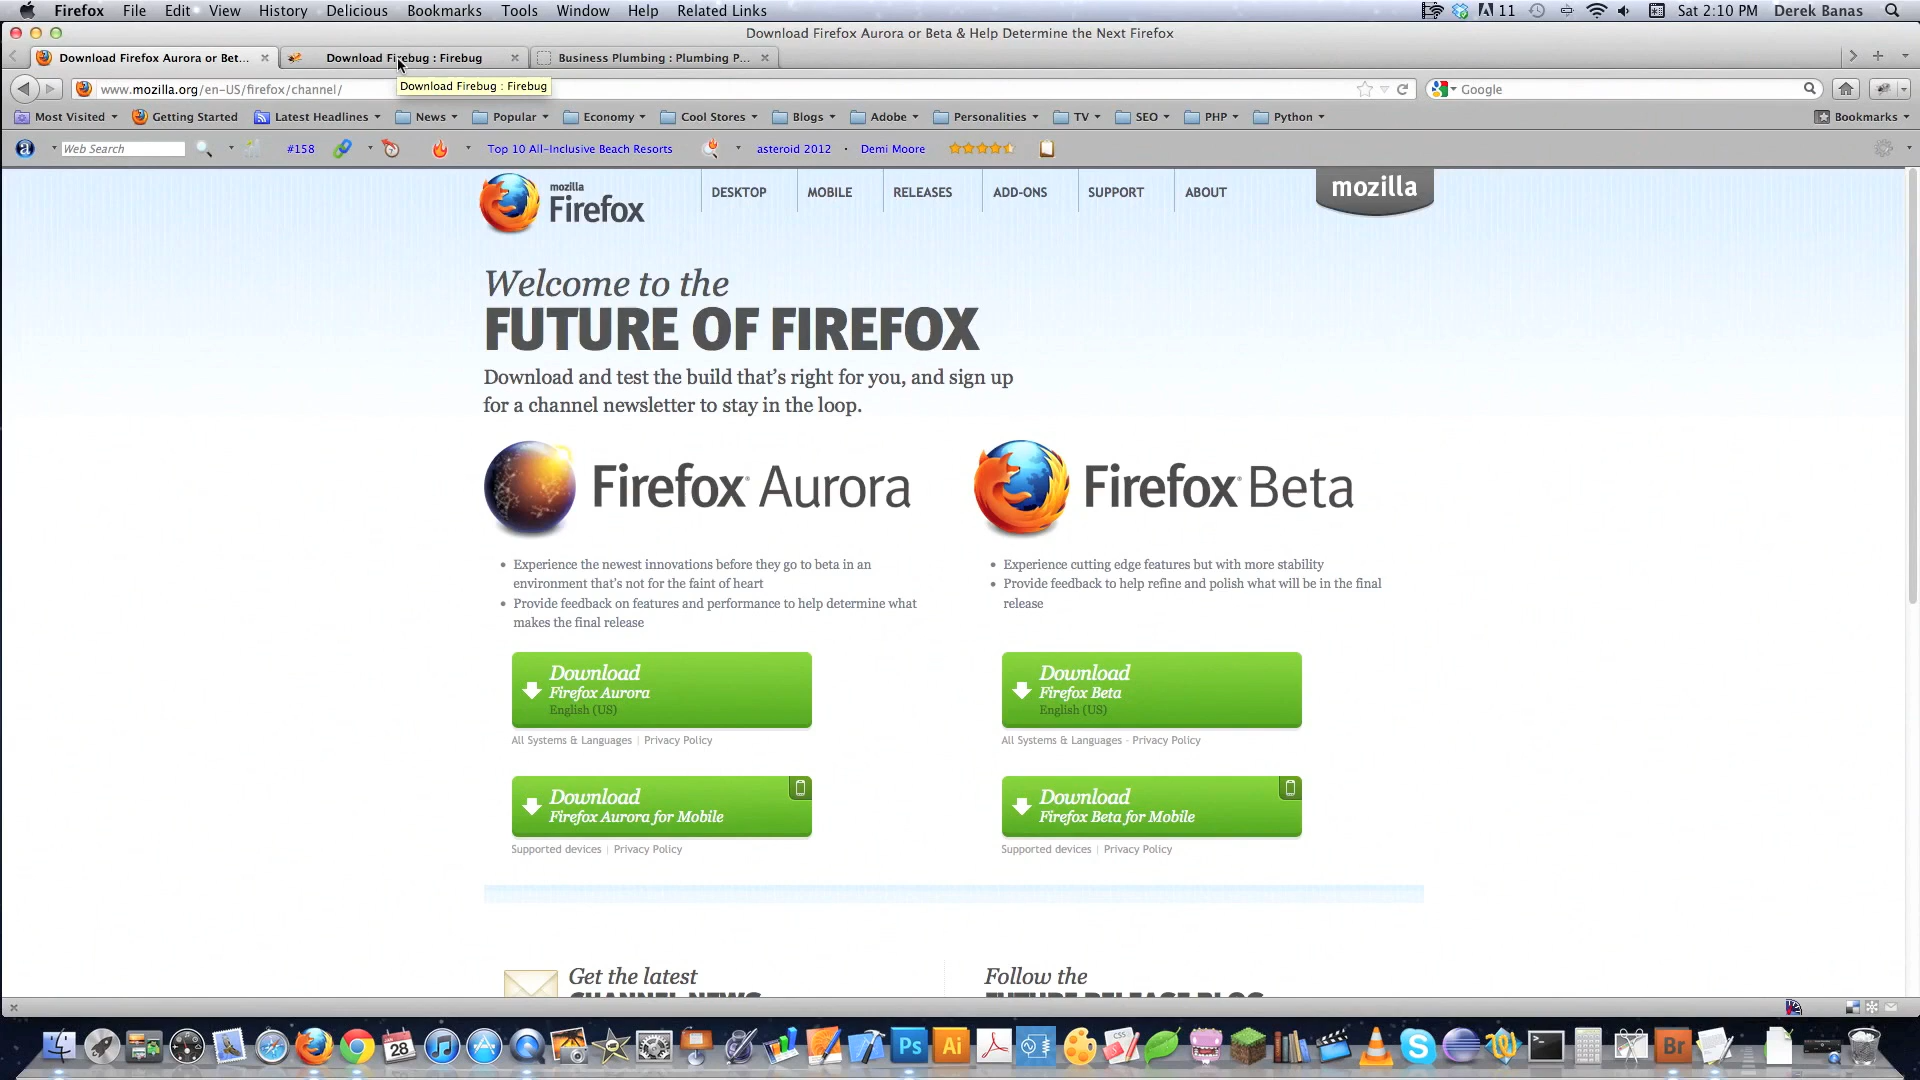 Firefox File Edit View History Delicious Bookmarks Tools Window Help Related Links 11 Sat 2:10 PM Derek Banas
Download Firefox Aurora or Beta & Help Determine the Next Firefox
Download Firefox Aurora or Bet... Download Firebug : Firebug Business Plumbing : Plumbing P...
www.mozilla.org/en-US/firefox/channel/ Google
Download Firebug : Firebug
Most Visited Getting Started Latest Headlines News Popular Economy Cool Stores Blogs Adobe Personalities TV SEO PHP Python Bookmarks
a Web Search #158 Top 10 All-Inclusive Beach Resorts asteroid 2012 · Demi Moore
mozilla
Firefox
DESKTOP MOBILE RELEASES ADD-ONS SUPPORT ABOUT
mozilla
Welcome to the
FUTURE OF FIREFOX
Download and test the build that's right for you, and sign up
for a channel newsletter to stay in the loop.
Firefox® Aurora
Firefox® Beta
• Experience the newest innovations before they go to beta in an
environment that's not for the faint of heart
• Provide feedback on features and performance to help determine what
makes the final release
• Experience cutting edge features but with more stability
• Provide feedback to help refine and polish what will be in the final
release
Download
Firefox Aurora
English (US)
All Systems & Languages | Privacy Policy
Download
Firefox Beta
English (US)
All Systems & Languages - Privacy Policy
Download
Firefox Aurora for Mobile
Supported devices | Privacy Policy
Download
Firefox Beta for Mobile
Supported devices | Privacy Policy
Get the latest
CHANNEL NEWS
Follow the
FUTURE RELEASE BLOG
28 Ps Ai CSS S Br